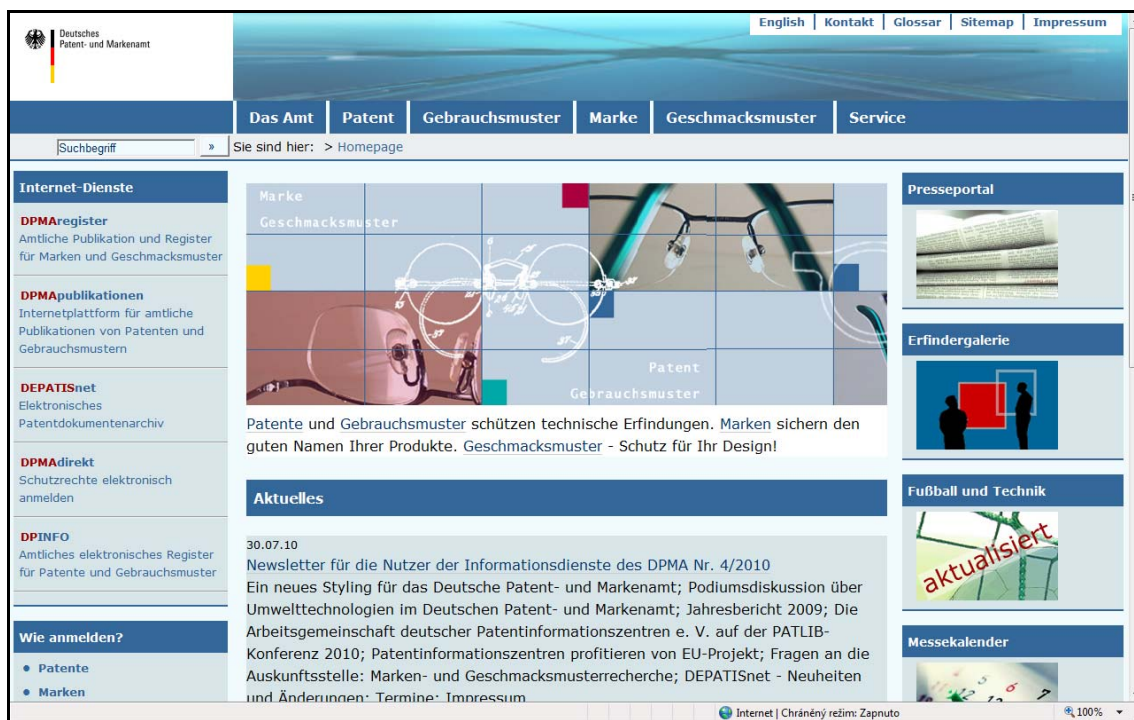 Deutsches
Patent- und Markenamt
English | Kontakt | Glossar | Sitemap | Impressum
Das Amt Patent Gebrauchsmuster Marke Geschmacksmuster Service
Suchbegriff » Sie sind hier: > Homepage
Internet-Dienste
DPMAregister
Amtliche Publikation und Register
für Marken und Geschmacksmuster
DPMApublikationen
Internetplattform für amtliche
Publikationen von Patenten und
Gebrauchsmustern
DEPATISnet
Elektronisches
Patentdokumentenarchiv
DPMAdirekt
Schutzrechte elektronisch
anmelden
DPINFO
Amtliches elektronisches Register
für Patente und Gebrauchsmuster
Wie anmelden?
Patente
Marken
Marke
Geschmacksmuster
Patent
Gebrauchsmuster
Patente und Gebrauchsmuster schützen technische Erfindungen. Marken sichern den
guten Namen Ihrer Produkte. Geschmacksmuster - Schutz für Ihr Design!
Aktuelles
30.07.10
Newsletter für die Nutzer der Informationsdienste des DPMA Nr. 4/2010
Ein neues Styling für das Deutsche Patent- und Markenamt; Podiumsdiskussion über
Umwelttechnologien im Deutschen Patent- und Markenamt; Jahresbericht 2009; Die
Arbeitsgemeinschaft deutscher Patentinformationszentren e. V. auf der PATLIB-
Konferenz 2010; Patentinformationszentren profitieren von EU-Projekt; Fragen an die
Auskunftsstelle: Marken- und Geschmacksmusterrecherche; DEPATISnet - Neuheiten
und Änderungen; Termine; Impressum
Presseportal
Erfindergalerie
Fußball und Technik
aktualisiert
Messekalender
Internet | Chráněný režim: Zapnuto 100%